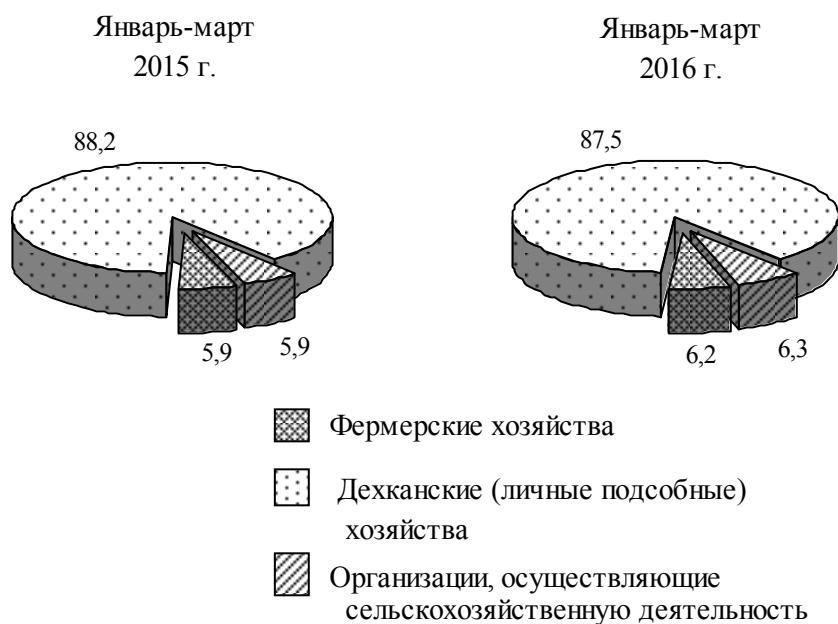 Январь-март
2015 г.
Январь-март
2016 г.
88,2
87,5
5,9
5,9
6,2
6,3
Фермерские хозяйства
Дехканские (личные подсобные)
хозяйства
Организации, осуществляющие
сельскохозяйственную деятельность